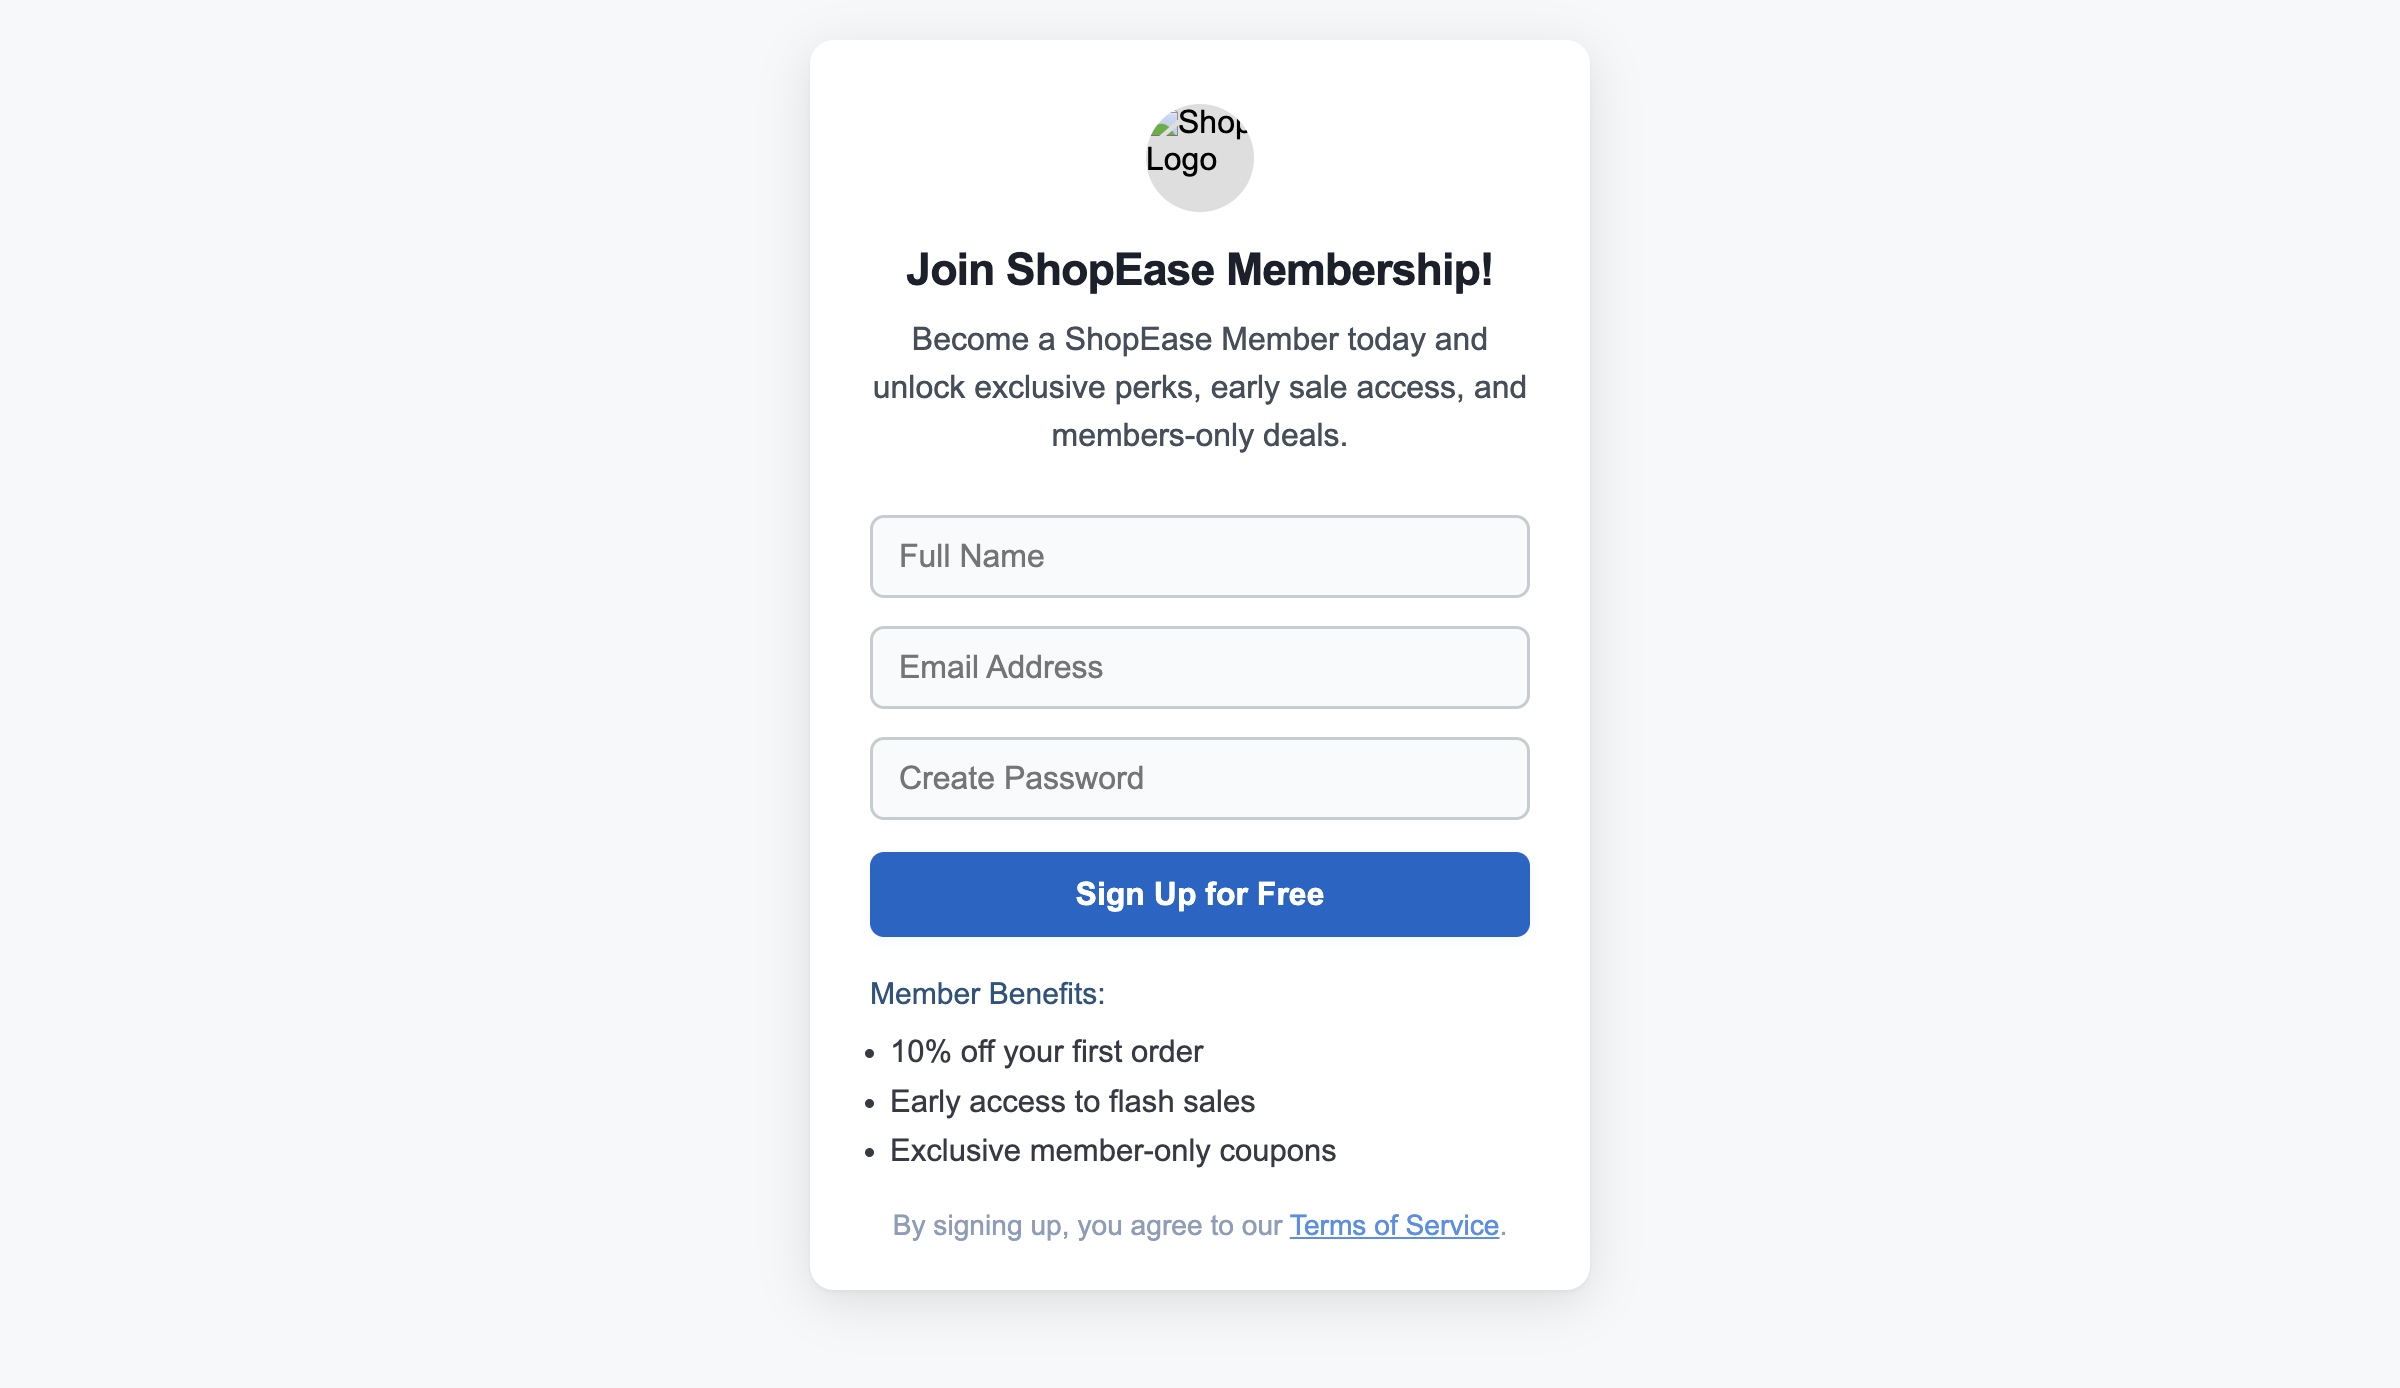 Shop
Logo
Join ShopEase Membership!
Become a ShopEase Member today and
unlock exclusive perks, early sale access, and
members-only deals.
Full Name
Email Address
Create Password
Sign Up for Free
Member Benefits:
• 10% off your first order
• Early access to flash sales
• Exclusive member-only coupons
By signing up, you agree to our Terms of Service.